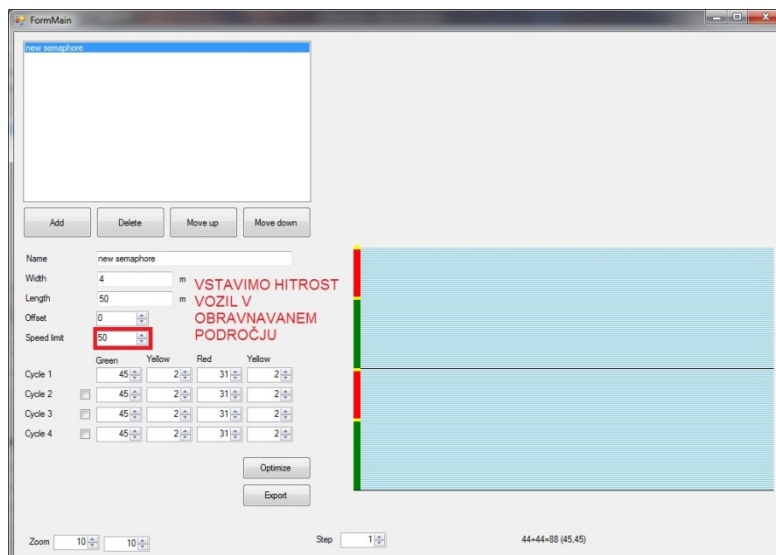 FormMain
new semaphore
Add Delete Move up Move down
Name new semaphore
Width 4 m
Length 50 m
Offset 0
Speed limit 50
VSTAVIMO HITROST
VOZIL V
OBRAVNAVANEM
PODROČJU
Green Yellow Red Yellow
Cycle 1 45 2 31 2
Cycle 2 45 2 31 2
Cycle 3 45 2 31 2
Cycle 4 45 2 31 2
Optimize
Export
Zoom 10 10 Step 1 44+44=88 (45,45)